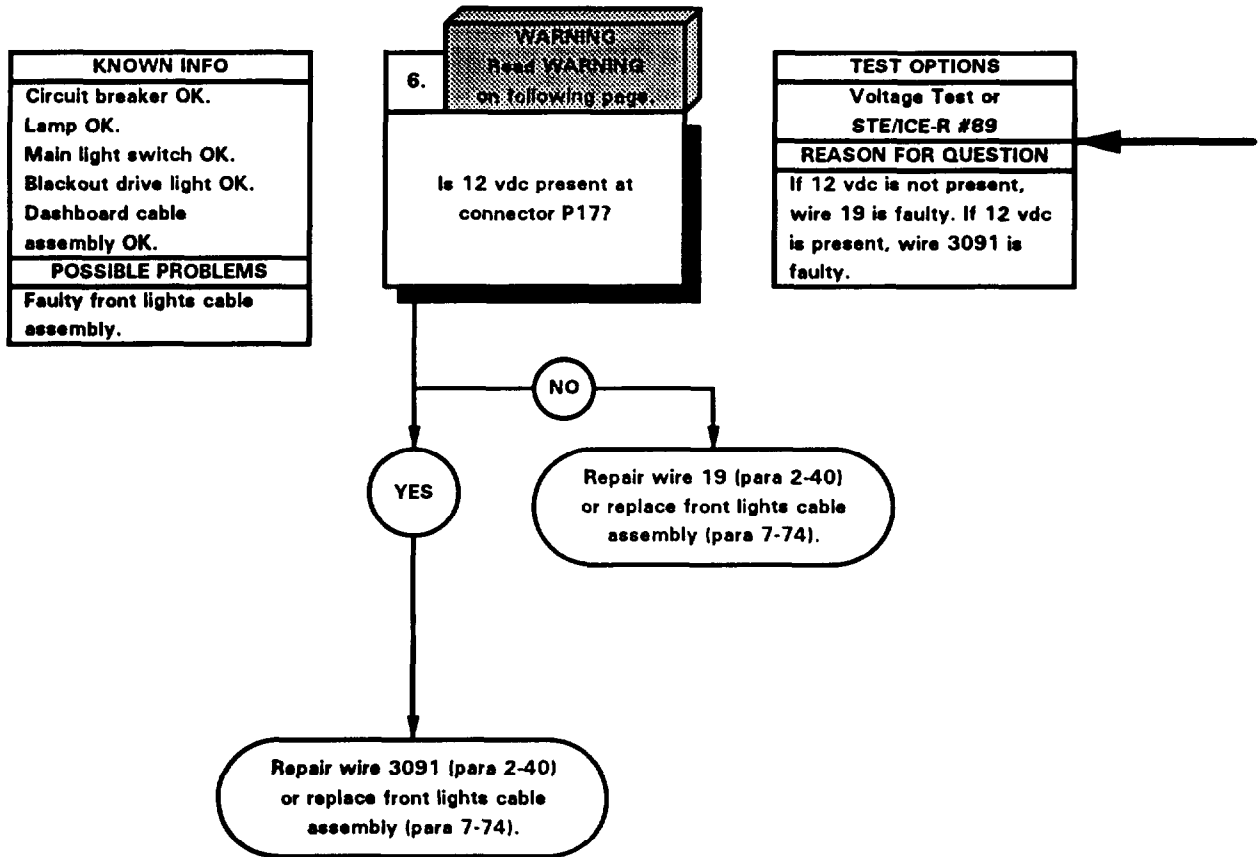 KNOWN INFO
Circuit breaker OK.
Lamp OK.
Main light switch OK.
Blackout drive light OK.
Dashboard cable
assembly OK.
POSSIBLE PROBLEMS
Faulty front lights cable
assembly.
6.
WARNING
Read WARNING
on following page.
Is 12 vdc present at
connector P17?
TEST OPTIONS
Voltage Test or
STE/ICE-R #89
REASON FOR QUESTION
If 12 vdc is not present,
wire 19 is faulty. If 12 vdc
is present, wire 3091 is
faulty.
NO
YES
Repair wire 19 (para 2-40)
or replace front lights cable
assembly (para 7-74).
Repair wire 3091 (para 2-40)
or replace front lights cable
assembly (para 7-74).